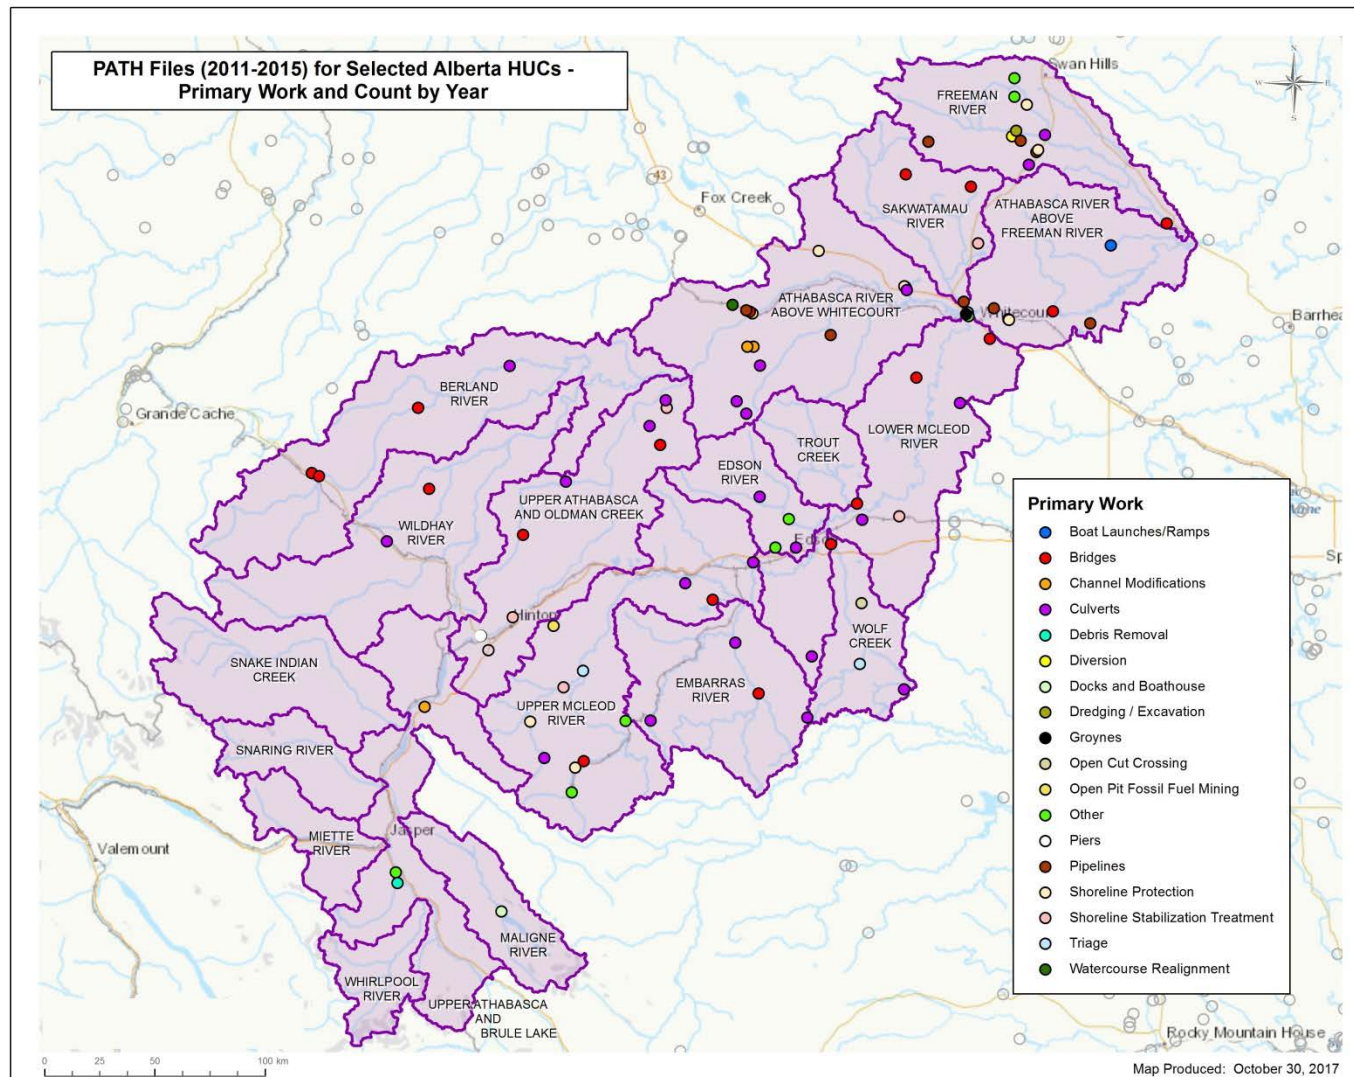 PATH Files (2011-2015) for Selected Alberta HUCs -
Primary Work and Count by Year
N
W
E
S
Swan Hills
FREEMAN
RIVER
43
Fox Creek
SAKWATAMAU
RIVER
ATHABASCA RIVER
ABOVE
FREEMAN RIVER
ATHABASCA RIVER
ABOVE WHITECOURT
Whitecourt
Barrhea
BERLAND
RIVER
Grande Cache
LOWER MCLEOD
RIVER
TROUT
CREEK
EDSON
RIVER
UPPER ATHABASCA
AND OLDMAN CREEK
WILDHAY
RIVER
Edson
Hinton
WOLF
CREEK
SNAKE INDIAN
CREEK
EMBARRAS
RIVER
UPPER MCLEOD
RIVER
SNARING RIVER
Jasper
MIETTE
RIVER
Valemount
MALIGNE
RIVER
WHIRLPOOL
RIVER
UPPER ATHABASCA
AND
BRULE LAKE
Primary Work
Boat Launches/Ramps
Bridges
Channel Modifications
Culverts
Debris Removal
Diversion
Docks and Boathouse
Dredging / Excavation
Groynes
Open Cut Crossing
Open Pit Fossil Fuel Mining
Other
Piers
Pipelines
Shoreline Protection
Shoreline Stabilization Treatment
Triage
Watercourse Realignment
Rocky Mountain House
0 25 50 100 km
Map Produced: October 30, 2017